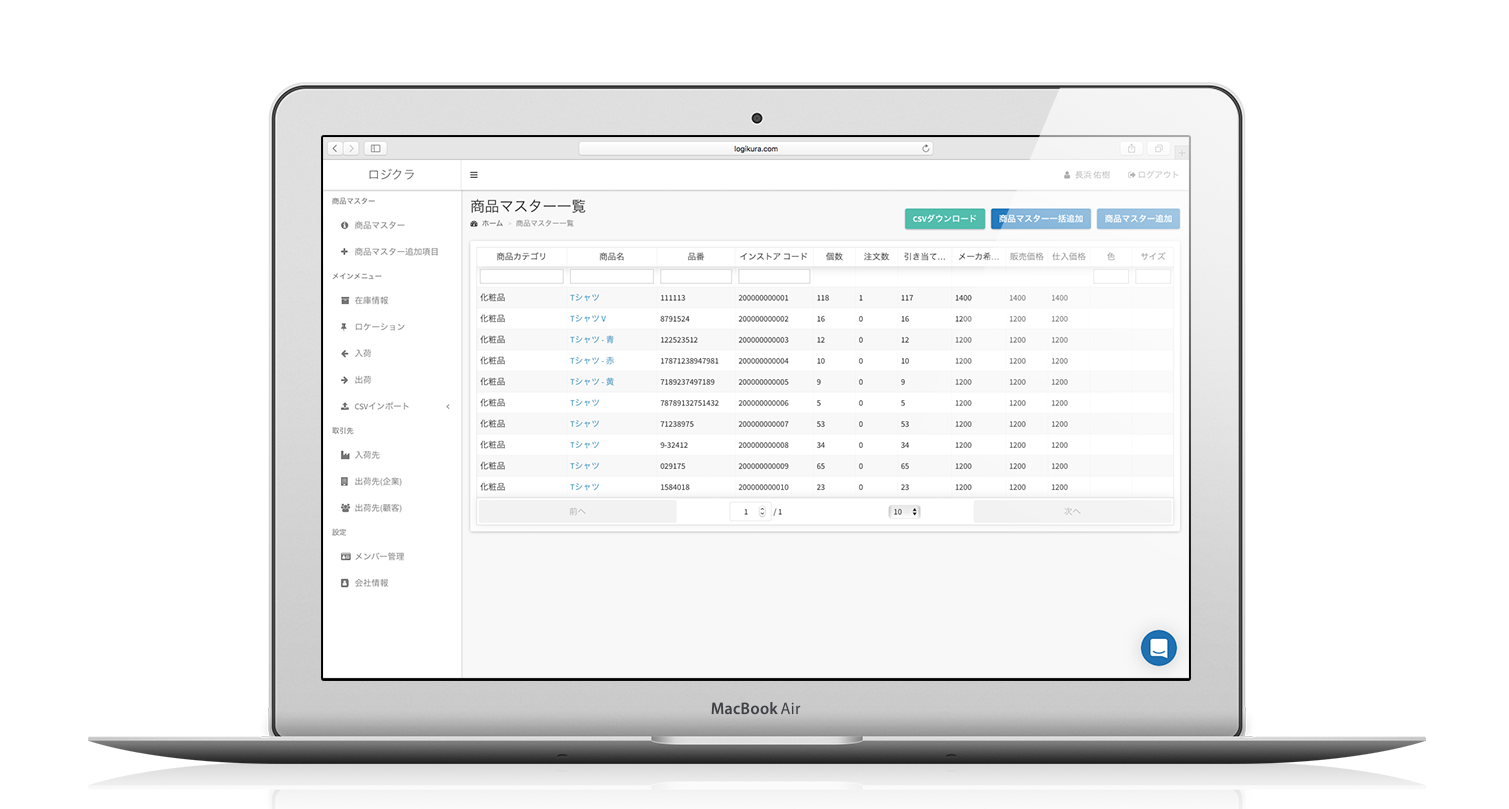 logikura.com
ロジクラ
長浜 佑樹 ログアウト
商品マスター
商品マスター
商品マスター追加項目
メインメニュー
在庫情報
ロケーション
入荷
出荷
CSVインポート
取引先
入荷先
出荷先(企業)
出荷先(顧客)
設定
メンバー管理
会社情報
商品マスター一覧
ホーム > 商品マスター一覧
CSVダウンロード 商品マスター一括追加 商品マスター追加
商品カテゴリ 商品名 品番 インストア コード 個数 注文数 引き当て... メーカ希... 販売価格 仕入価格 色 サイズ
化粧品 Tシャツ 111113 200000000001 118 1 117 1400 1400 1400
化粧品 Tシャツ V 8791524 200000000002 16 0 16 1200 1200 1200
化粧品 Tシャツ - 青 122523512 200000000003 12 0 12 1200 1200 1200
化粧品 Tシャツ - 赤 17871238947981 200000000004 10 0 10 1200 1200 1200
化粧品 Tシャツ - 黄 7189237497189 200000000005 9 0 9 1200 1200 1200
化粧品 Tシャツ 78789132751432 200000000006 5 0 5 1200 1200 1200
化粧品 Tシャツ 71238975 200000000007 53 0 53 1200 1200 1200
化粧品 Tシャツ 9-32412 200000000008 34 0 34 1200 1200 1200
化粧品 Tシャツ 029175 200000000009 65 0 65 1200 1200 1200
化粧品 Tシャツ 1584018 200000000010 23 0 23 1200 1200 1200
前へ 1 / 1 10 次へ
MacBook Air